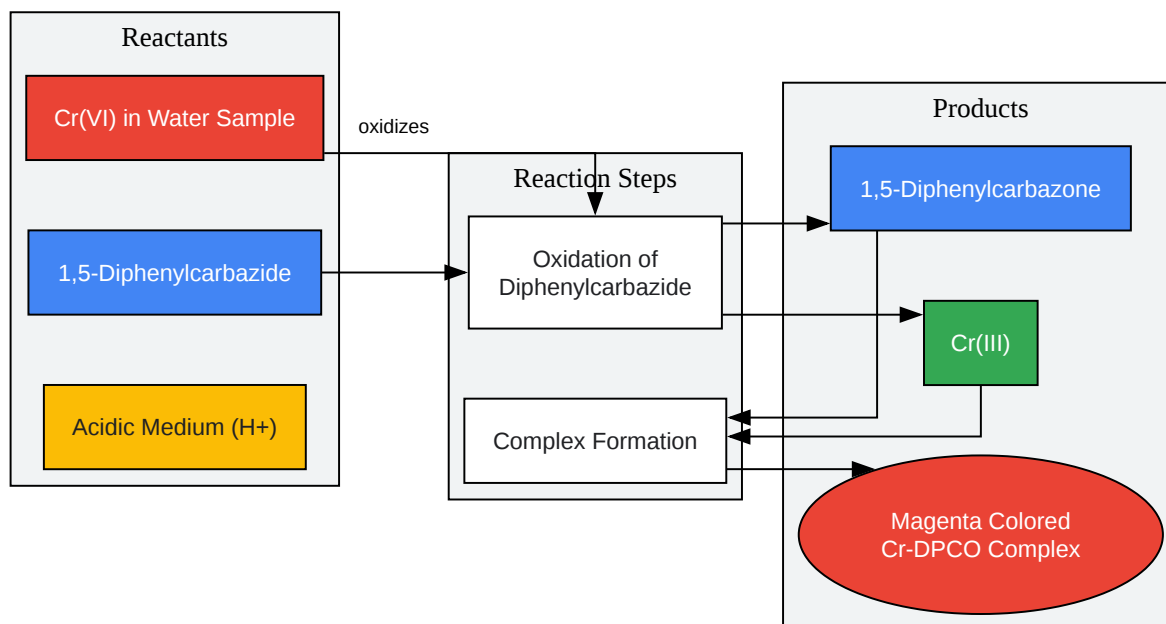 Reactants
Cr(VI) in Water Sample
oxidizes
1,5-Diphenylcarbazide
Acidic Medium (H+)
Reaction Steps
Oxidation of
Diphenylcarbazide
Complex Formation
Products
1,5-Diphenylcarbazone
Cr(III)
Magenta Colored
Cr-DPCO Complex